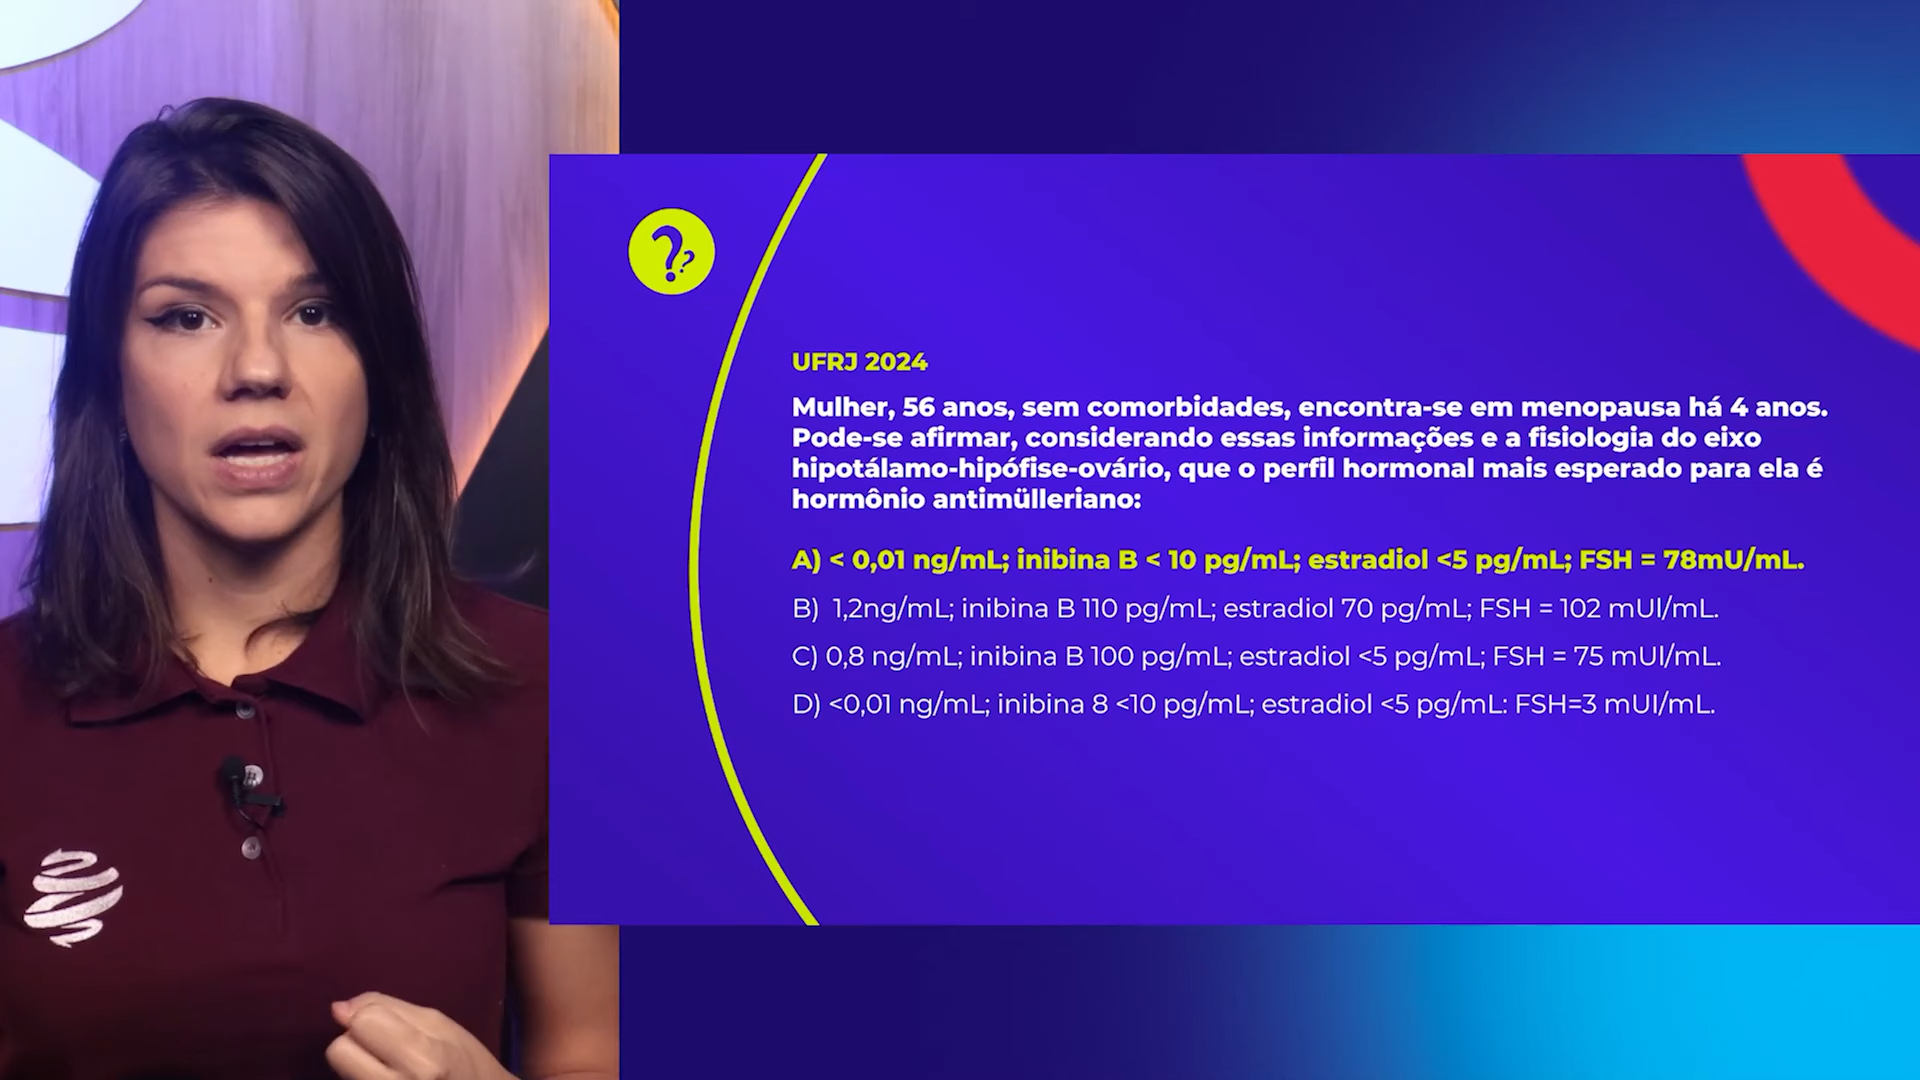 ??
UFRJ 2024
Mulher, 56 anos, sem comorbidades, encontra-se em menopausa há 4 anos.
Pode-se afirmar, considerando essas informações e a fisiologia do eixo
hipotálamo-hipófise-ovário, que o perfil hormonal mais esperado para ela é
hormônio antimülleriano:
A) < 0,01 ng/mL; inibina B < 10 pg/mL; estradiol <5 pg/mL; FSH = 78mU/mL.
B) 1,2ng/mL; inibina B 110 pg/mL; estradiol 70 pg/mL; FSH = 102 mUI/mL.
C) 0,8 ng/mL; inibina B 100 pg/mL; estradiol <5 pg/mL; FSH = 75 mUI/mL.
D) <0,01 ng/mL; inibina 8 <10 pg/mL; estradiol <5 pg/mL: FSH=3 mUI/mL.